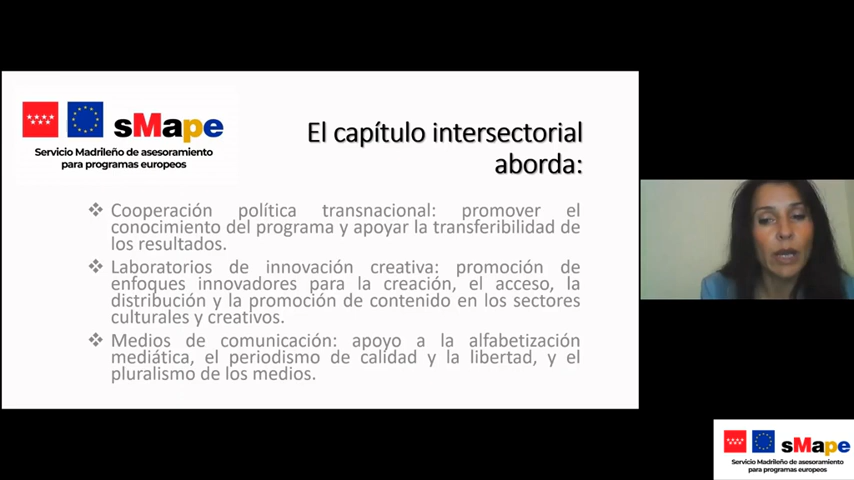 sMape
Servicio Madrileño de asesoramiento
para programas europeos
El capítulo intersectorial
aborda:
❖ Cooperación política transnacional: promover el
conocimiento del programa y apoyar la transferibilidad de
los resultados.
❖ Laboratorios de innovación creativa: promoción de
enfoques innovadores para la creación, el acceso, la
distribución y la promoción de contenido en los sectores
culturales y creativos.
❖ Medios de comunicación: apoyo a la alfabetización
mediática, el periodismo de calidad y la libertad, y el
pluralismo de los medios.
sMape
Servicio Madrileño de asesoramiento
para programas europeos